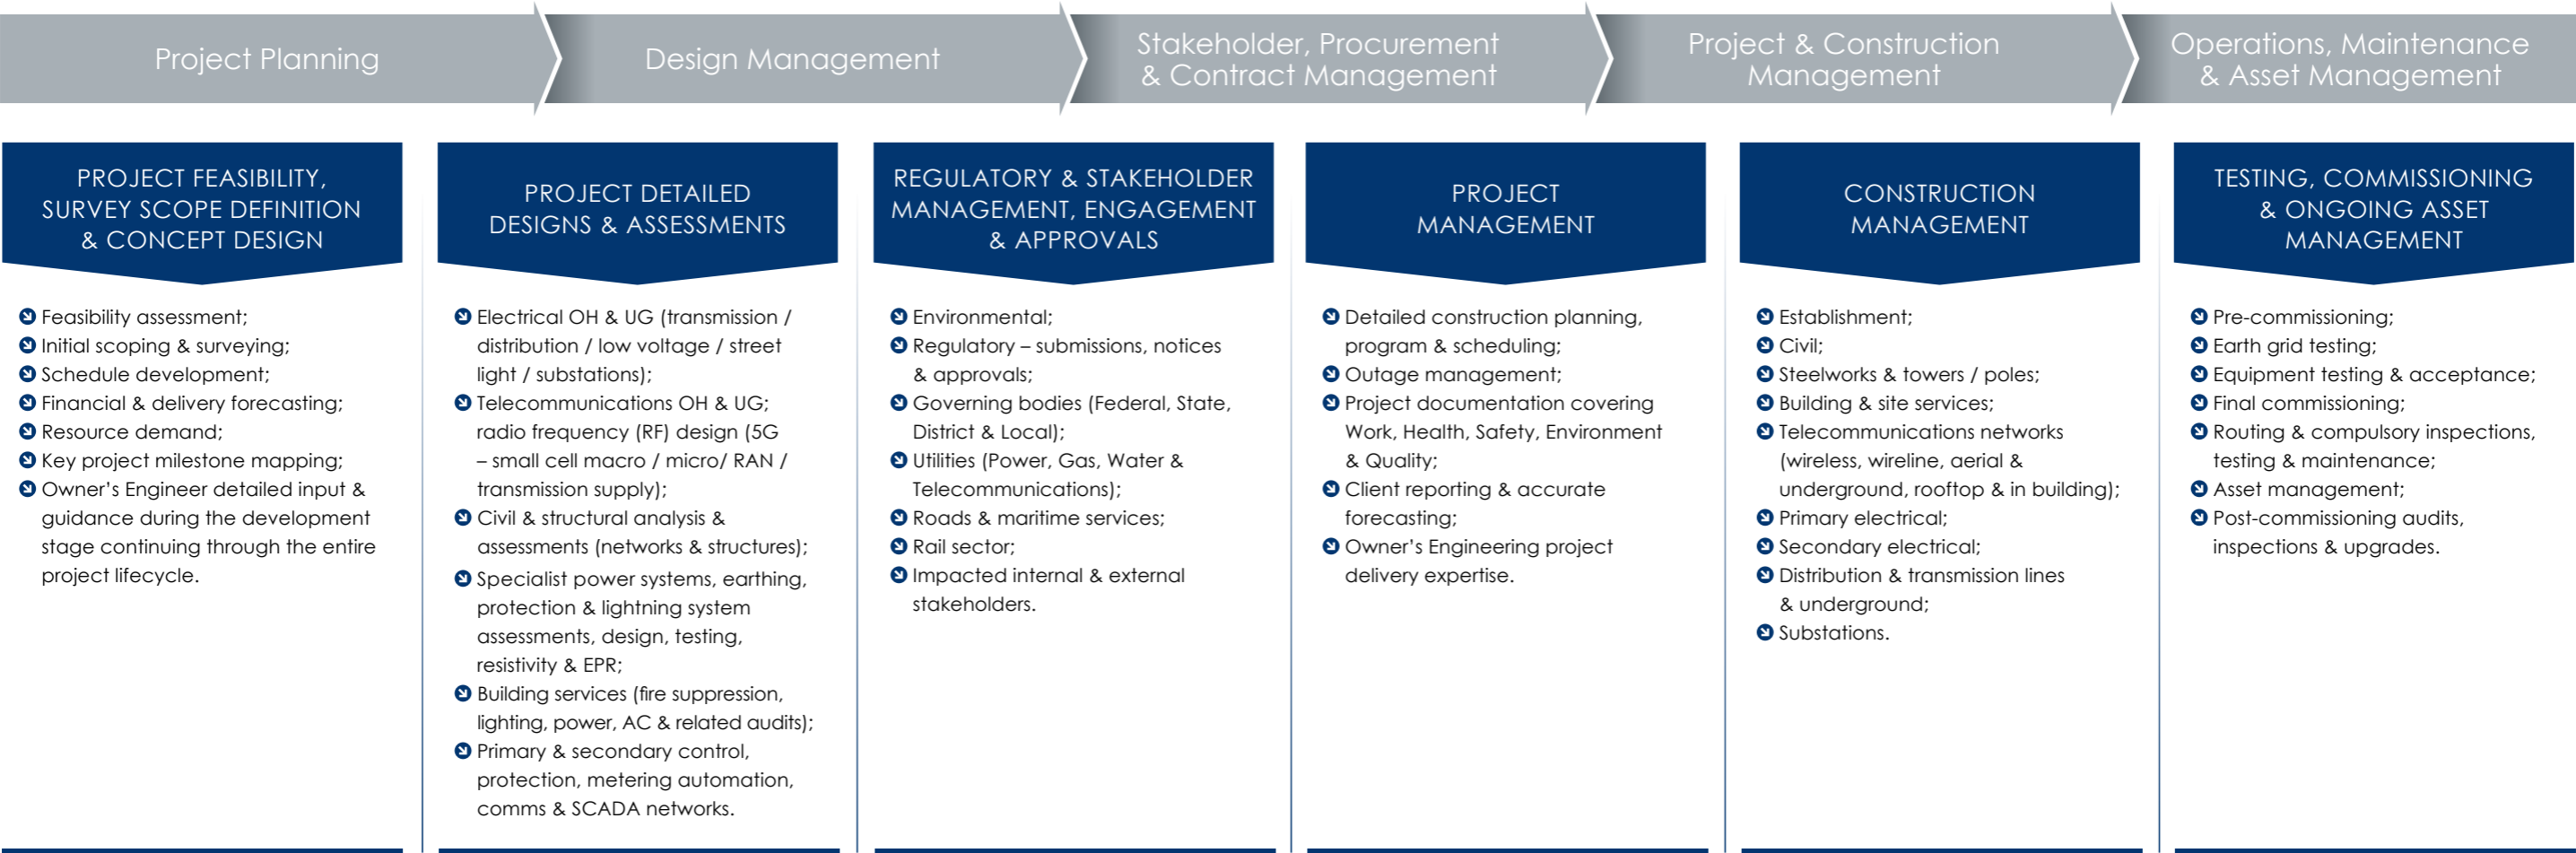 Project Planning
Design Management
Stakeholder, Procurement
& Contract Management
Project & Construction
Management
Operations, Maintenance
& Asset Management
PROJECT FEASIBILITY,
SURVEY SCOPE DEFINITION
& CONCEPT DESIGN
Feasibility assessment;
Initial scoping & surveying;
Schedule development;
Financial & delivery forecasting;
Resource demand;
Key project milestone mapping;
Owner’s Engineer detailed input &
guidance during the development
stage continuing through the entire
project lifecycle.
PROJECT DETAILED
DESIGNS & ASSESSMENTS
Electrical OH & UG (transmission /
distribution / low voltage / street
light / substations);
Telecommunications OH & UG;
radio frequency (RF) design (5G
– small cell macro / micro/ RAN /
transmission supply);
Civil & structural analysis &
assessments (networks & structures);
Specialist power systems, earthing,
protection & lightning system
assessments, design, testing,
resistivity & EPR;
Building services (fire suppression,
lighting, power, AC & related audits);
Primary & secondary control,
protection, metering automation,
comms & SCADA networks.
REGULATORY & STAKEHOLDER
MANAGEMENT, ENGAGEMENT
& APPROVALS
Environmental;
Regulatory – submissions, notices
& approvals;
Governing bodies (Federal, State,
District & Local);
Utilities (Power, Gas, Water &
Telecommunications);
Roads & maritime services;
Rail sector;
Impacted internal & external
stakeholders.
PROJECT
MANAGEMENT
Detailed construction planning,
program & scheduling;
Outage management;
Project documentation covering
Work, Health, Safety, Environment
& Quality;
Client reporting & accurate
forecasting;
Owner’s Engineering project
delivery expertise.
CONSTRUCTION
MANAGEMENT
Establishment;
Civil;
Steelworks & towers / poles;
Building & site services;
Telecommunications networks
(wireless, wireline, aerial &
underground, rooftop & in building);
Primary electrical;
Secondary electrical;
Distribution & transmission lines
& underground;
Substations.
TESTING, COMMISSIONING
& ONGOING ASSET
MANAGEMENT
Pre-commissioning;
Earth grid testing;
Equipment testing & acceptance;
Final commissioning;
Routing & compulsory inspections,
testing & maintenance;
Asset management;
Post-commissioning audits,
inspections & upgrades.